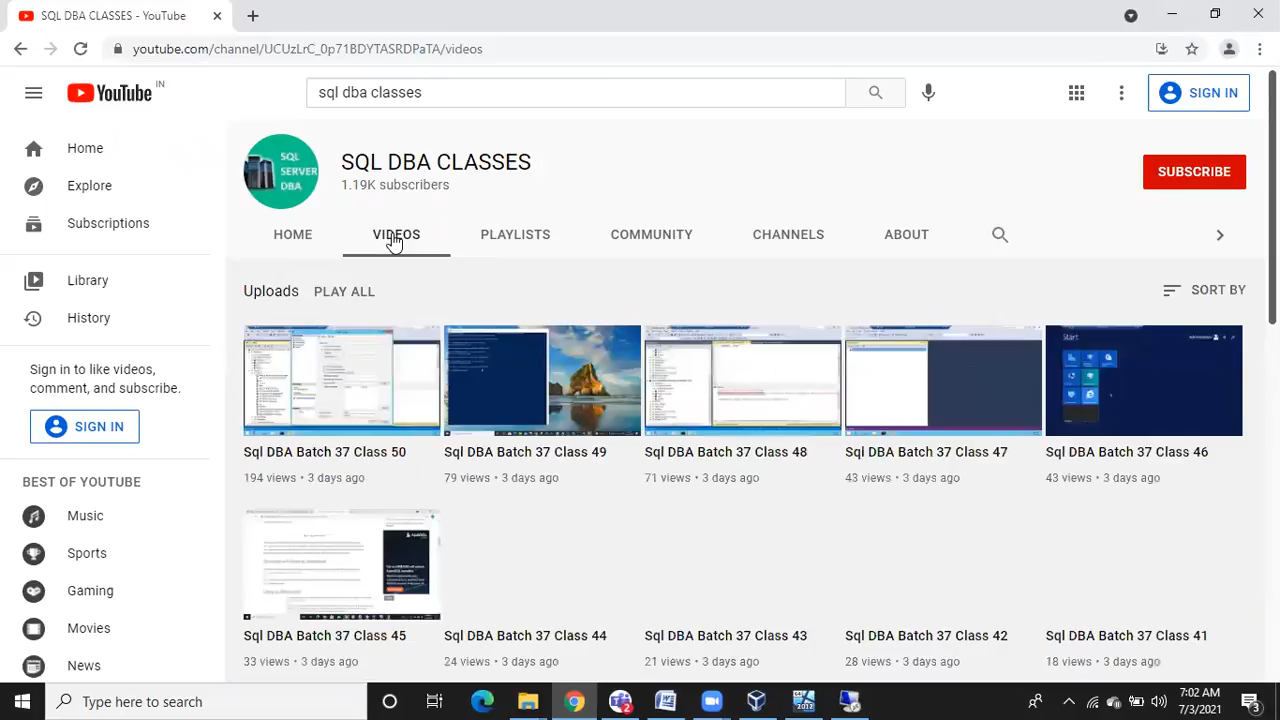 SQL DBA CLASSES - YouTube
youtube.com/channel/UCUzLrC_0p71BDYTASRDPaTA/videos
YouTube IN
sql dba classes
SIGN IN
Home
Explore
Subscriptions
Library
History
Sign in to like videos,
comment, and subscribe.
SIGN IN
BEST OF YOUTUBE
Music
Sports
Gaming
Movies
News
SQL
SERVER
DBA
SQL DBA CLASSES
1.19K subscribers
SUBSCRIBE
HOME VIDEOS PLAYLISTS COMMUNITY CHANNELS ABOUT
Uploads PLAY ALL
SORT BY
Start
Sql DBA Batch 37 Class 50
194 views • 3 days ago
Sql DBA Batch 37 Class 49
79 views • 3 days ago
Sql DBA Batch 37 Class 48
71 views • 3 days ago
Sql DBA Batch 37 Class 47
43 views • 3 days ago
Sql DBA Batch 37 Class 46
43 views • 3 days ago
Sql DBA Batch 37 Class 45
33 views • 3 days ago
Sql DBA Batch 37 Class 44
24 views • 3 days ago
Sql DBA Batch 37 Class 43
21 views • 3 days ago
Sql DBA Batch 37 Class 42
28 views • 3 days ago
Sql DBA Batch 37 Class 41
18 views • 3 days ago
Type here to search
2
2012
7:02 AM
7/3/2021
3